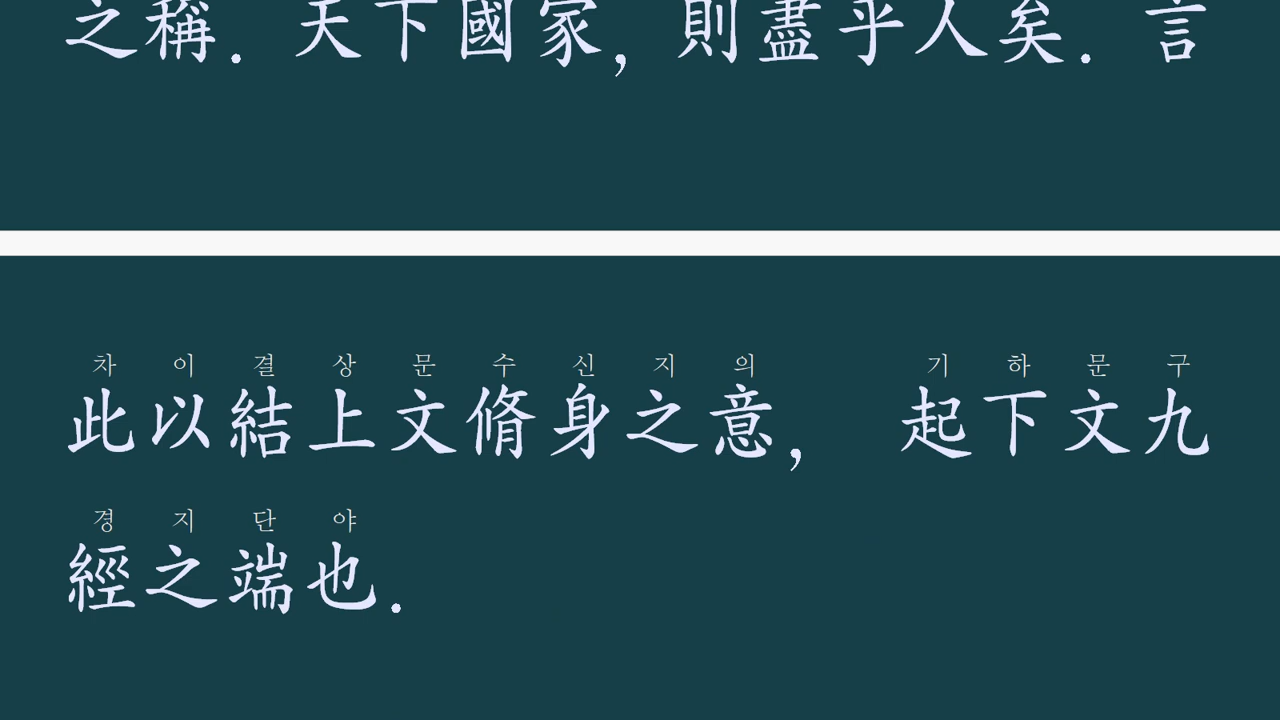 之稱. 天下國家, 則盡乎人矣. 言
차 이 결 상 문 수 신 지 의 기 하 문 구
此以結上文脩身之意, 起下文九
경 지 단 야
經之端也.